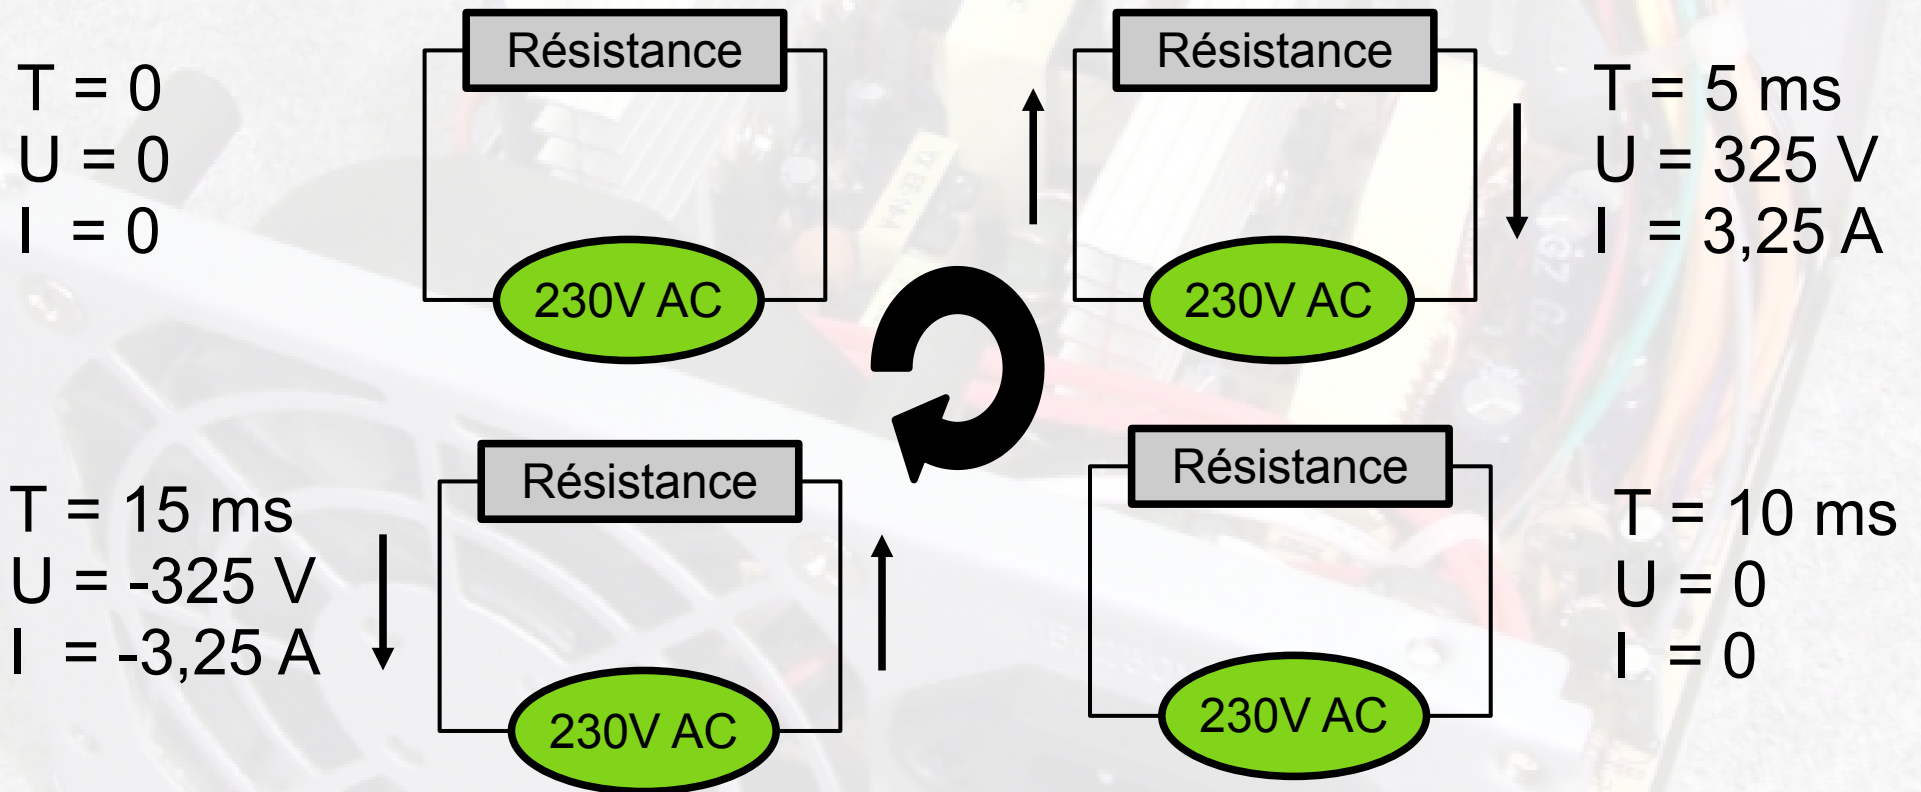 T = 0
U = 0
I = 0
Résistance
230V AC
Résistance
230V AC
T = 5 ms
U = 325 V
I = 3,25 A
T = 15 ms
U = -325 V
I = -3,25 A
Résistance
230V AC
Résistance
230V AC
T = 10 ms
U = 0
I = 0